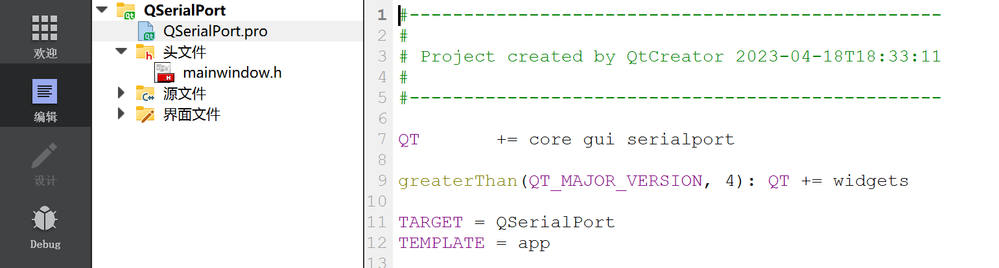 欢迎
编辑
设计
Debug
QSerialPort
QSerialPort.pro
头文件
mainwindow.h
源文件
界面文件
1 #-------------------------------------------------
2 #
3 # Project created by QtCreator 2023-04-18T18:33:11
4 #
5 #-------------------------------------------------
6
7 QT       += core gui serialport
8
9 greaterThan(QT_MAJOR_VERSION, 4): QT += widgets
10
11 TARGET = QSerialPort
12 TEMPLATE = app
13